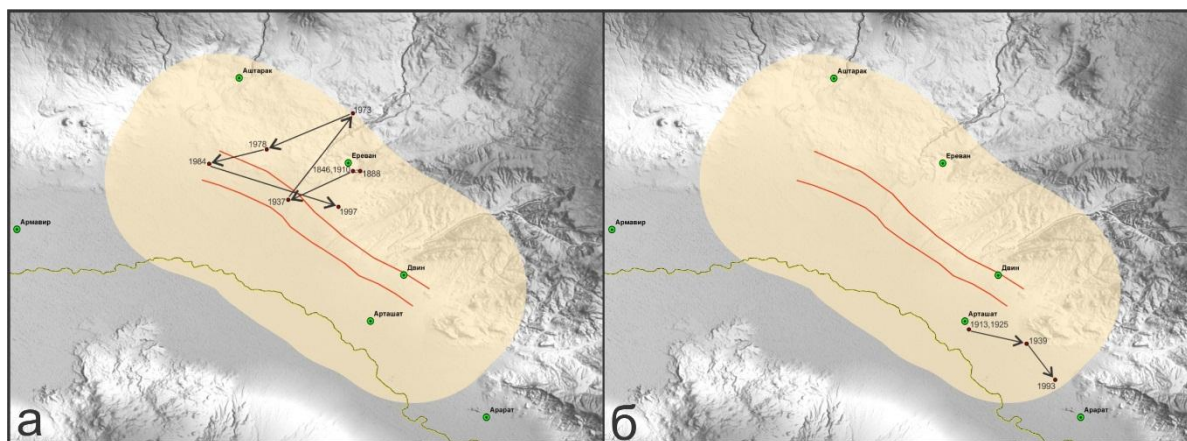 Аштарак
1973
1978
Ереван
1984
1846,1910
1888
1937
1997
Армавир
Двин
Арташат
Арарат
а
Аштарак
Ереван
Армавир
Двин
Арташат
1913,1925
1939
1993
Арарат
б